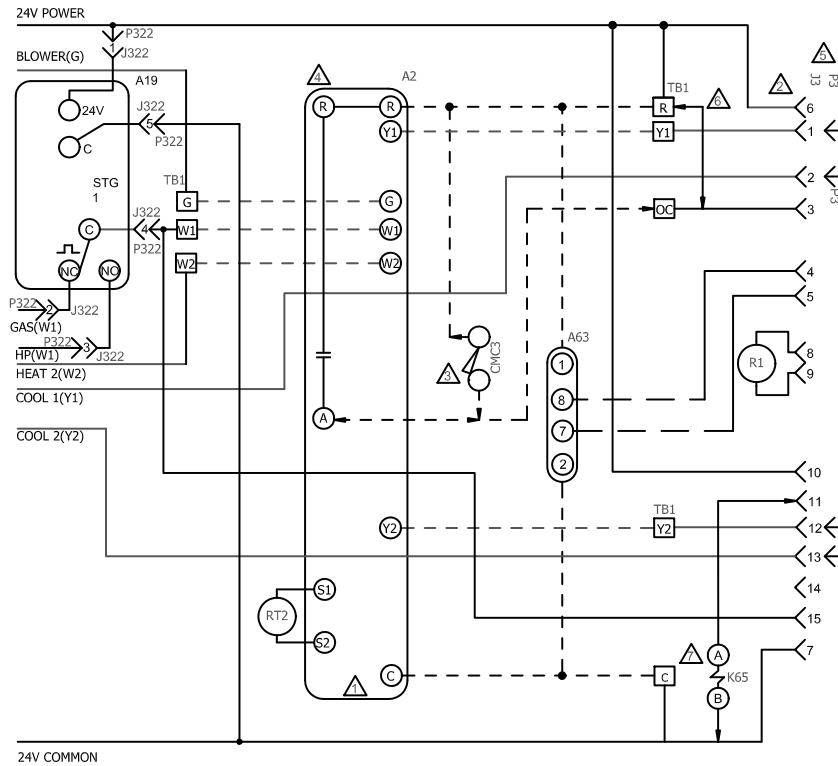 24V POWER
P322
1
J322
BLOWER(G)
A19
24V
C
J322
5
P322
STG
1
C
J322
4
P322
NC
NO
P322
2
J322
GAS(W1)
P322
3
J322
HP(W1)
HEAT 2(W2)
COOL 1(Y1)
COOL 2(Y2)
TB1
G
W1
W2
4
A2
R
R
Y1
G
W1
W2
A
Y2
S1
S2
RT2
C
1
3
CMC3
A63
1
8
7
2
TB1
R
6
Y1
OC
TB1
Y2
C
7
A
K65
B
R1
2
5
J3
P3
6
1
2
P3
3
4
5
8
9
10
11
12
13
14
15
7
24V COMMON